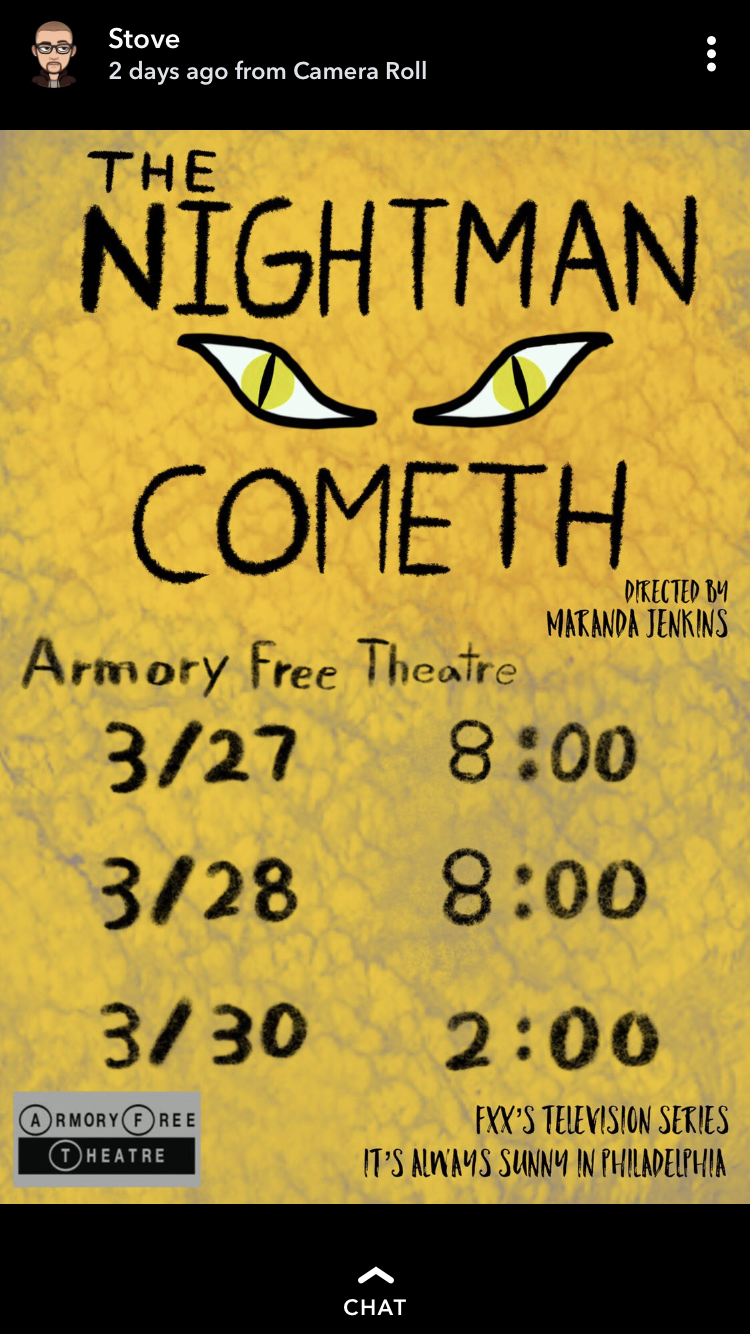 Stove
2 days ago from Camera Roll
THE
NIGHTMAN
COMETH
DIRECTED BY
MARANDA JENKINS
Armory Free Theatre
3/27 8:00
3/28 8:00
3/30 2:00
ARMORY FREE
THEATRE
FXX'S TELEVISION SERIES
IT'S ALWAYS SUNNY IN PHILADELPHIA
CHAT